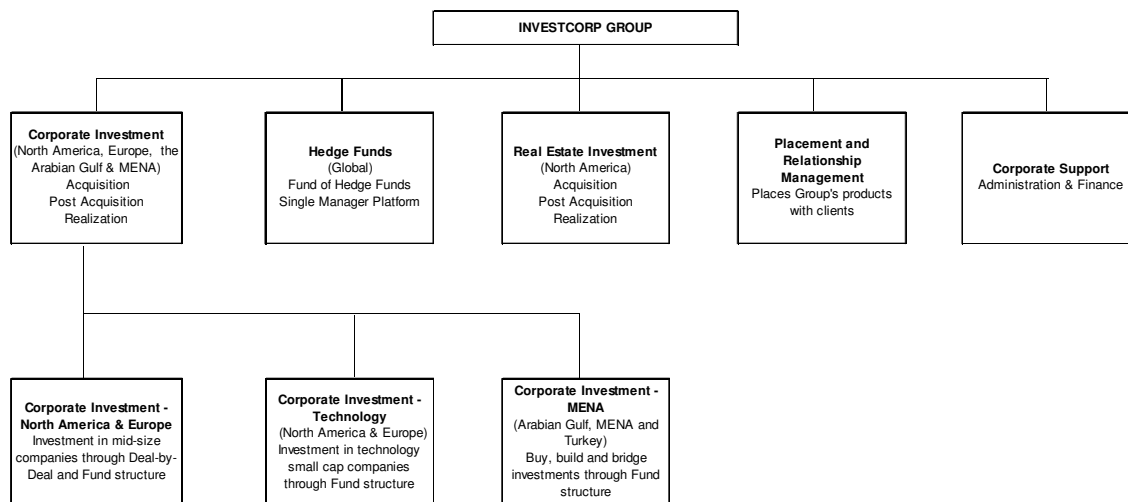 INVESTCORP GROUP
Corporate Investment
(North America, Europe, the
Arabian Gulf & MENA)
Acquisition
Post Acquisition
Realization
Hedge Funds
(Global)
Fund of Hedge Funds
Single Manager Platform
Real Estate Investment
(North America)
Acquisition
Post Acquisition
Realization
Placement and
Relationship
Management
Places Group's products
with clients
Corporate Support
Administration & Finance
Corporate Investment -
North America & Europe
Investment in mid-size
companies through Deal-by-
Deal and Fund structure
Corporate Investment -
Technology
(North America & Europe)
Investment in technology
small cap companies
through Fund structure
Corporate Investment -
MENA
(Arabian Gulf, MENA and
Turkey)
Buy, build and bridge
investments through Fund
structure